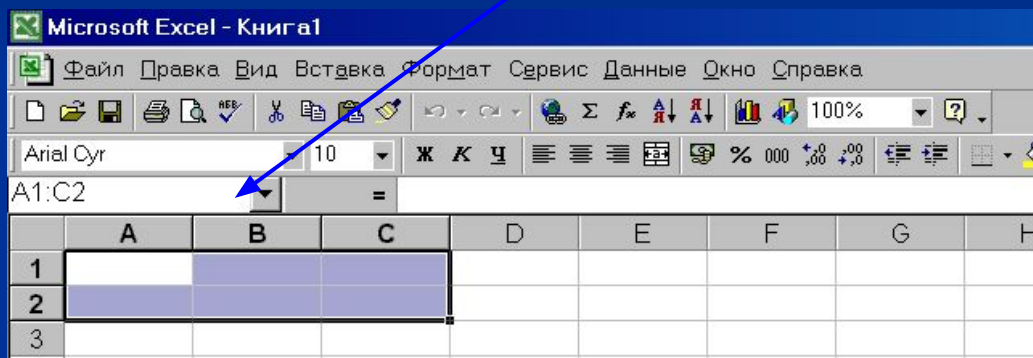 Microsoft Excel - Книга1
Файл Правка Вид Вставка Формат Сервис Данные Окно Справка
100%
Arial Cyr 10 Ж К Ч % 000
A1:C2 =
A B C D E F G H
1
2
3